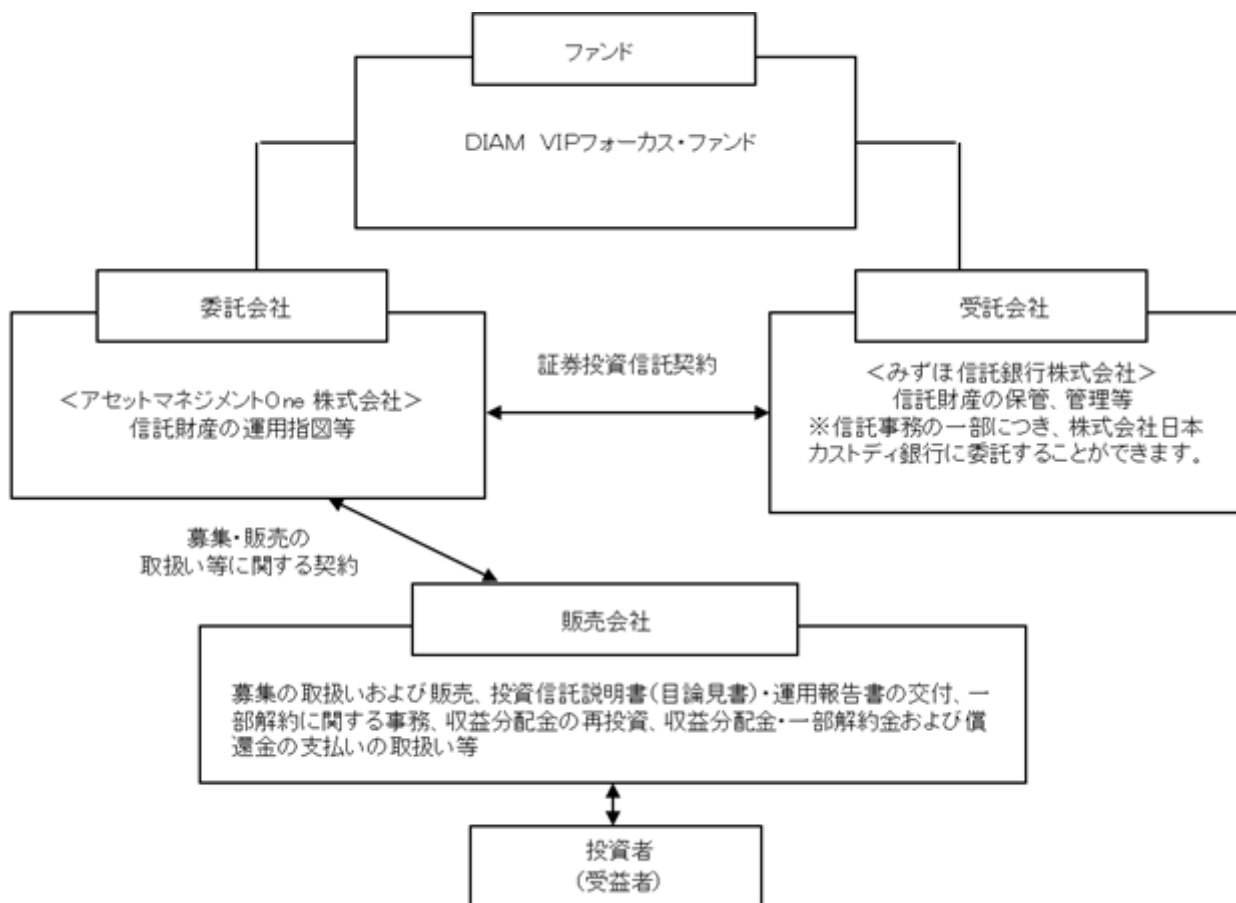 ファンド
DIAM VIPフォーカス・ファンド
委託会社
<アセットマネジメントOne 株式会社>
信託財産の運用指図等
証券投資信託契約
受託会社
<みずほ信託銀行株式会社>
信託財産の保管、管理等
※信託事務の一部につき、株式会社日本
カストディ銀行に委託することができます。
募集・販売の
取扱い等に関する契約
販売会社
募集の取扱いおよび販売、投資信託説明書(目論見書)・運用報告書の交付、一
部解約に関する事務、収益分配金の再投資、収益分配金・一部解約金および償
還金の支払いの取扱い等
投資者
(受益者)